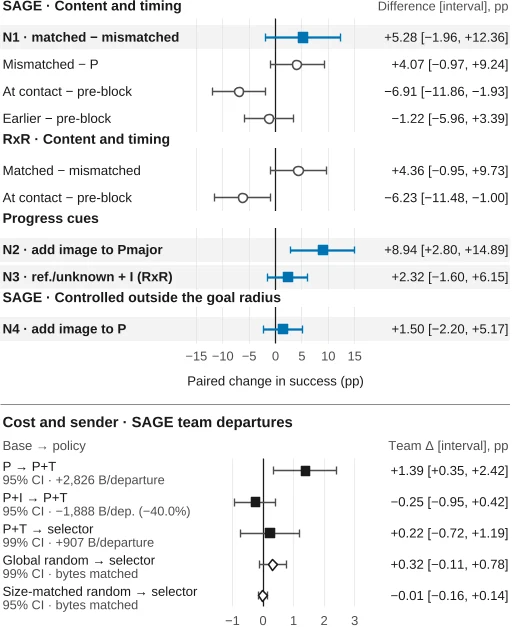 SAGE · Content and timing Difference [interval], pp
N1 · matched − mismatched +5.28 [−1.96, +12.36]
Mismatched − P +4.07 [−0.97, +9.24]
At contact − pre-block −6.91 [−11.86, −1.93]
Earlier − pre-block −1.22 [−5.96, +3.39]
RxR · Content and timing
Matched − mismatched +4.36 [−0.95, +9.73]
At contact − pre-block −6.23 [−11.48, −1.00]
Progress cues
N2 · add image to Pmajor +8.94 [+2.80, +14.89]
N3 · ref./unknown + I (RxR) +2.32 [−1.60, +6.15]
SAGE · Controlled outside the goal radius
N4 · add image to P +1.50 [−2.20, +5.17]
−15 −10 −5 0 5 10 15
Paired change in success (pp)
Cost and sender · SAGE team departures
Base → policy Team Δ [interval], pp
P → P+T +1.39 [+0.35, +2.42]
95% CI · +2,826 B/departure
P+I → P+T −0.25 [−0.95, +0.42]
95% CI · −1,888 B/dep. (−40.0%)
P+T → selector +0.22 [−0.72, +1.19]
99% CI · +907 B/departure
Global random → selector +0.32 [−0.11, +0.78]
99% CI · bytes matched
Size-matched random → selector −0.01 [−0.16, +0.14]
95% CI · bytes matched
−1 0 1 2 3